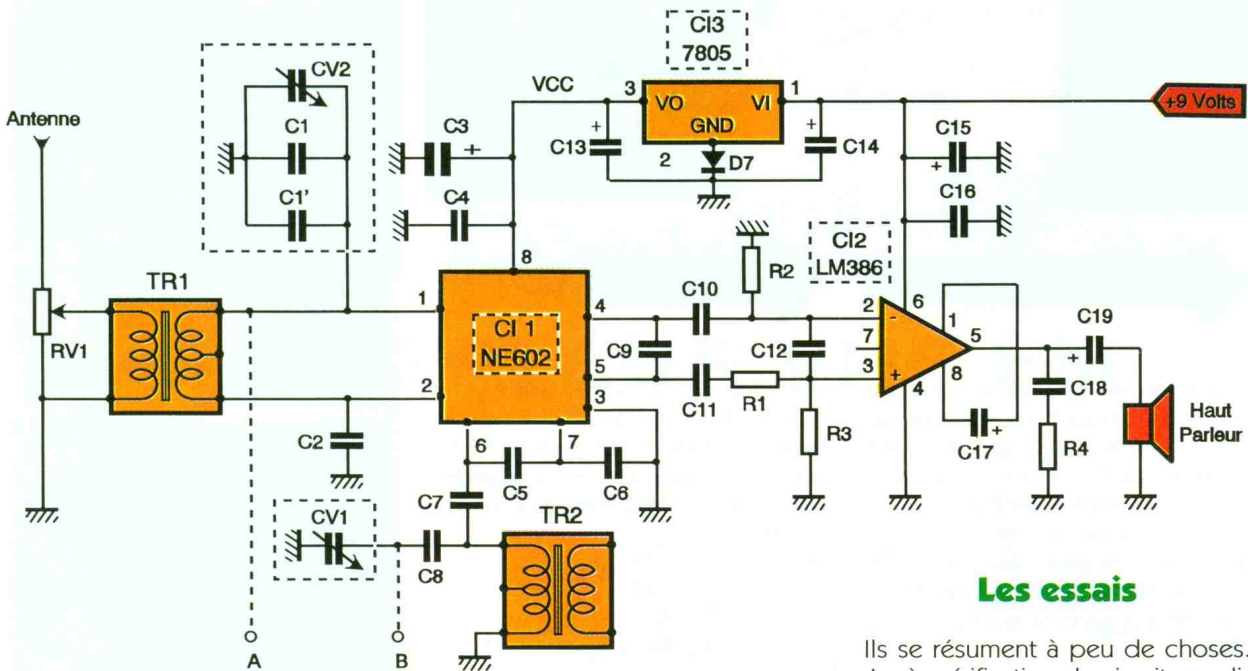 CI3
7805
CV2
VCC
3
VO
VI
1
+9 Volts
Antenne
C1
C3
+
GND
+
C15
+
C13
2
D7
C14
C1'
C4
C16
CI2
LM386
R2
TR1
8
1
CI 1
NE602
4
C10
2
-
6
1
C19
+
RV1
C9
C12
7
5
5
3
+
4
8
C18
2
3
C11
R1
C2
6
7
R3
C17
+
R4
Haut
Parleur
C5
C6
C7
TR2
CV1
C8
A
B
Les essais
Ils se résument à peu de choses.